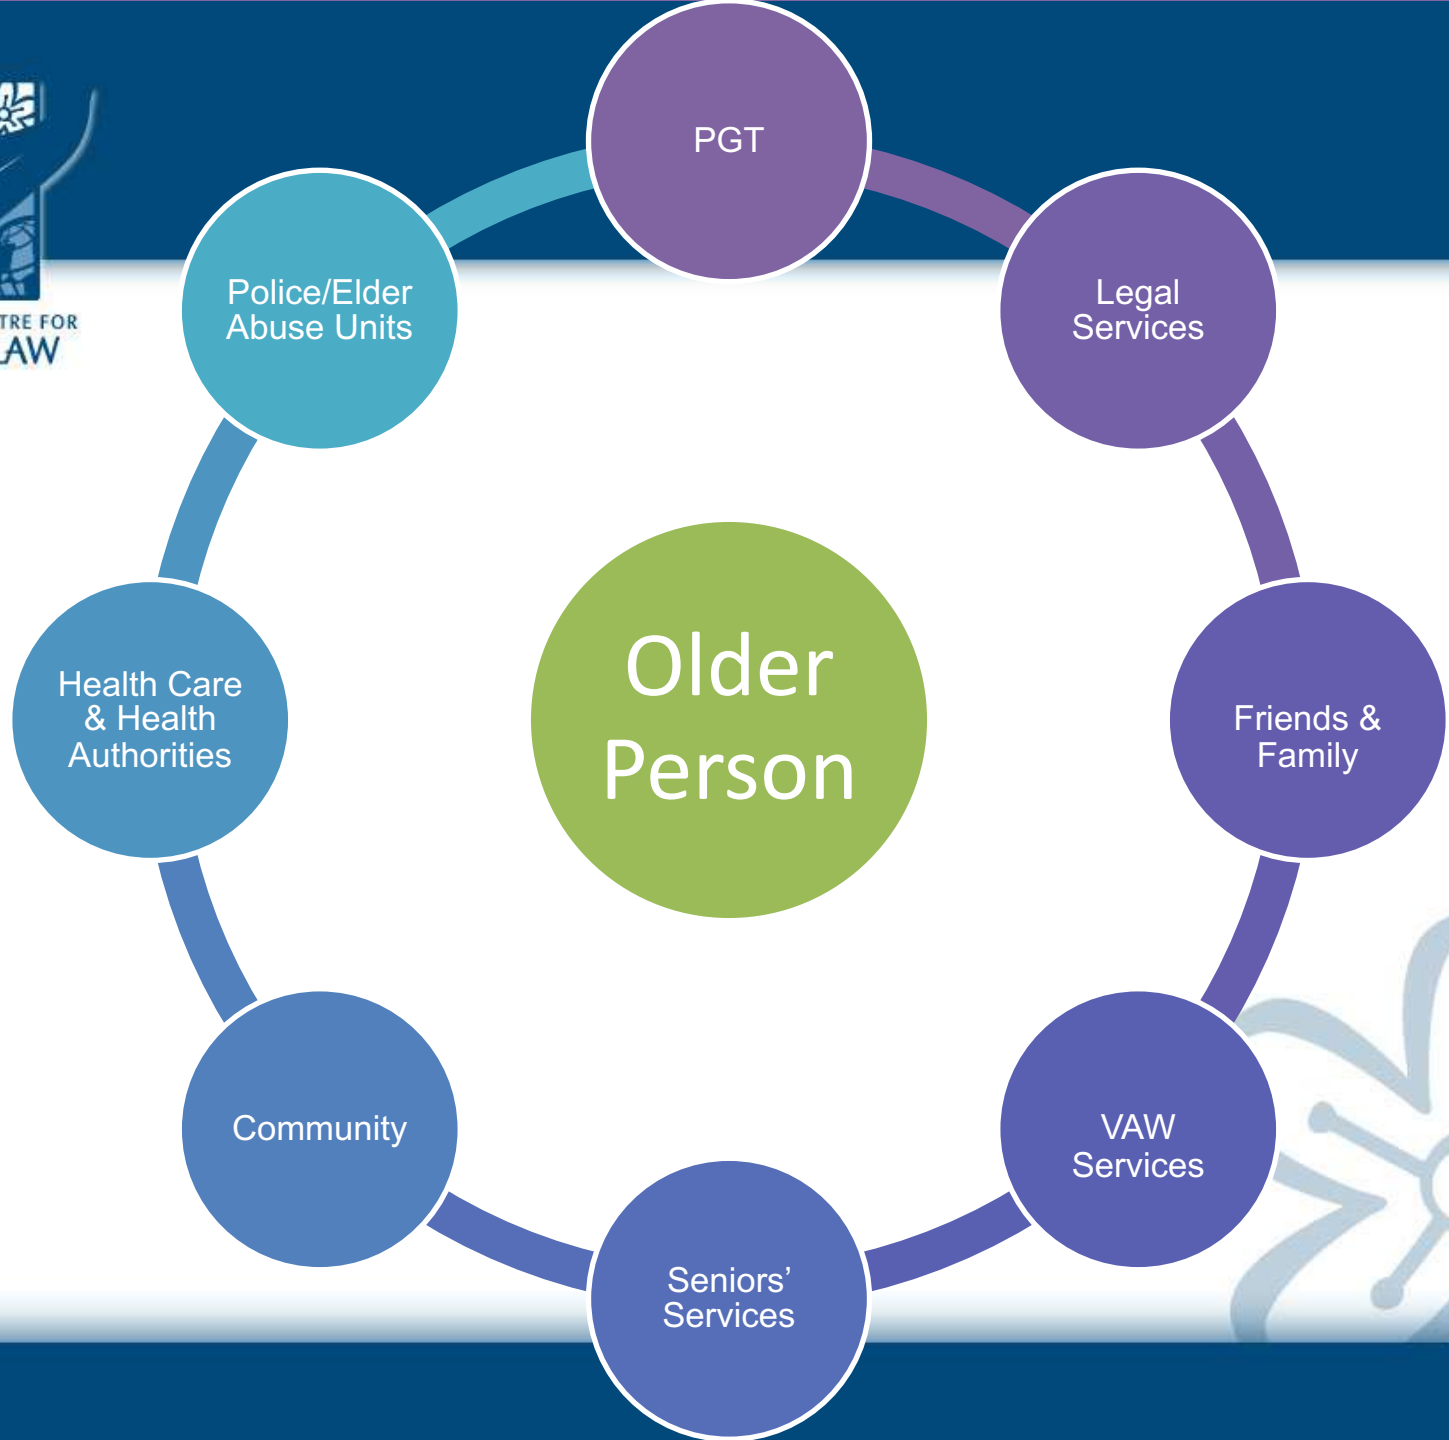 PGT
Police/Elder
Abuse Units
Legal
Services
TRE FOR
LAW
Health Care
& Health
Authorities
Older
Person
Friends &
Family
Community
VAW
Services
Seniors’
Services